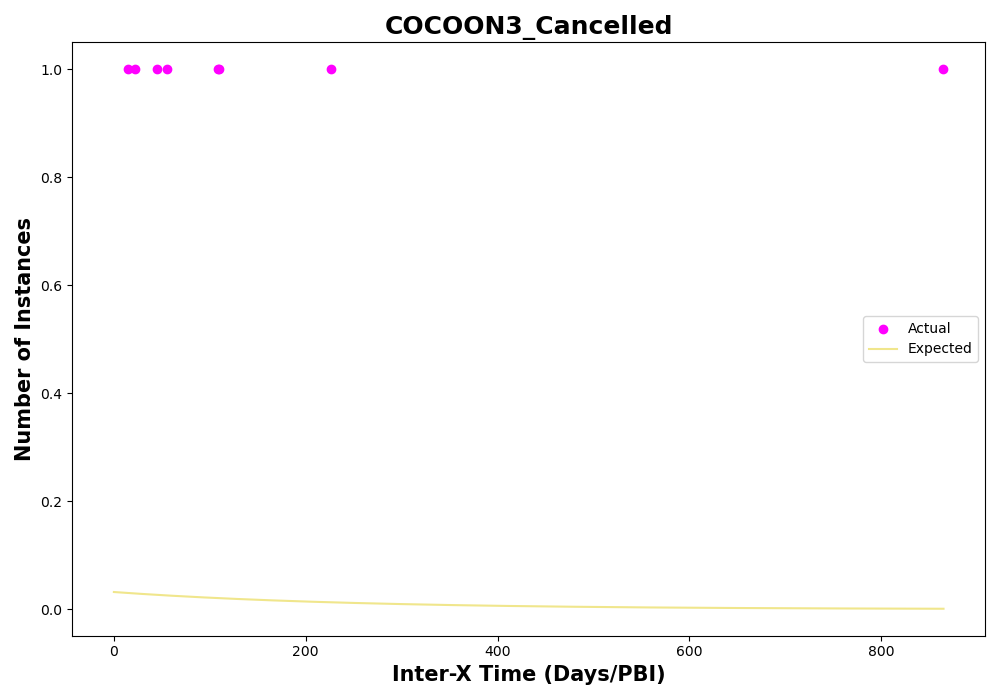 COCOON3_Cancelled
Number of Instances
1.0
0.8
0.6
0.4
0.2
0.0
Actual
Expected
0 200 400 600 800
Inter-X Time (Days/PBI)